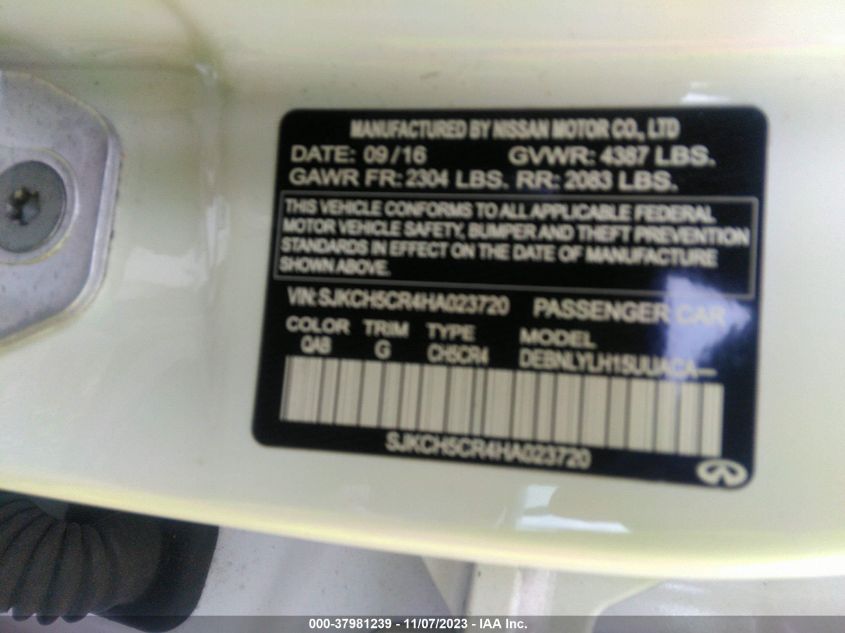 MANUFACTURED BY NISSAN MOTOR CO., LTD
DATE: 09/16 GVWR: 4387 LBS.
GAWR FR: 2304 LBS. RR: 2083 LBS.
THIS VEHICLE CONFORMS TO ALL APPLICABLE FEDERAL
MOTOR VEHICLE SAFETY, BUMPER AND THEFT PREVENTION
STANDARDS IN EFFECT ON THE DATE OF MANUFACTURE
SHOWN ABOVE.
VIN: SJKCH5CR4HA023720 PASSENGER CAR
COLOR TRIM TYPE MODEL
QAB G CH5CR4 DEBNLYLH15UUACA—
SJKCH5CR4HA023720
000-37981239 - 11/07/2023 - IAA Inc.